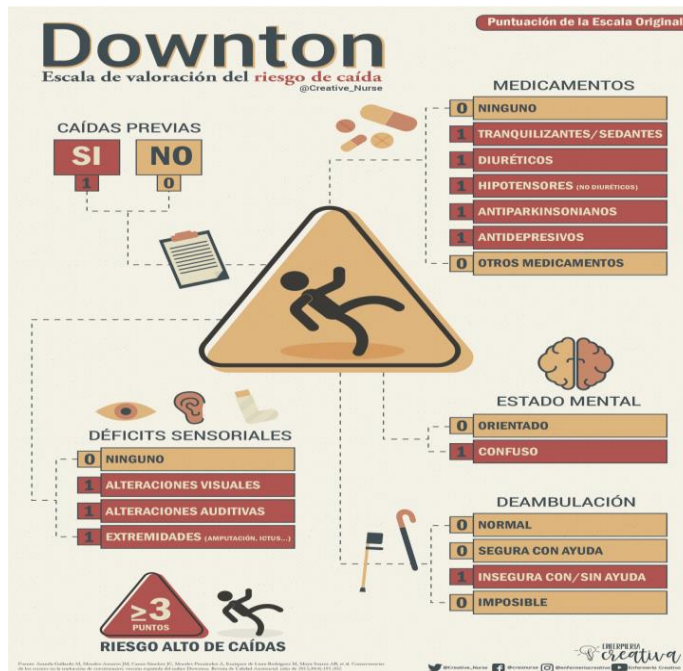 Puntuación de la Escala Original
Downton
Escala de valoración del riesgo de caída
@Creative_Nurse
CAÍDAS PREVIAS
SI NO
1 0
MEDICAMENTOS
0 NINGUNO
1 TRANQUILIZANTES/SEDANTES
1 DIURÉTICOS
1 HIPOTENSORES (NO DIURÉTICOS)
1 ANTIPARKINSONIANOS
1 ANTIDEPRESIVOS
0 OTROS MEDICAMENTOS
DÉFICITS SENSORIALES
0 NINGUNO
1 ALTERACIONES VISUALES
1 ALTERACIONES AUDITIVAS
1 EXTREMIDADES (AMPUTACIÓN, ICTUS...)
ESTADO MENTAL
0 ORIENTADO
1 CONFUSO
DEAMBULACIÓN
0 NORMAL
0 SEGURA CON AYUDA
1 INSEGURA CON/SIN AYUDA
0 IMPOSIBLE
≥3
PUNTOS
RIESGO ALTO DE CAÍDAS
ENFERMERÍA
creativa
@Creative_Nurse @creanurse @enfermeriacreativa Enfermería Creativa